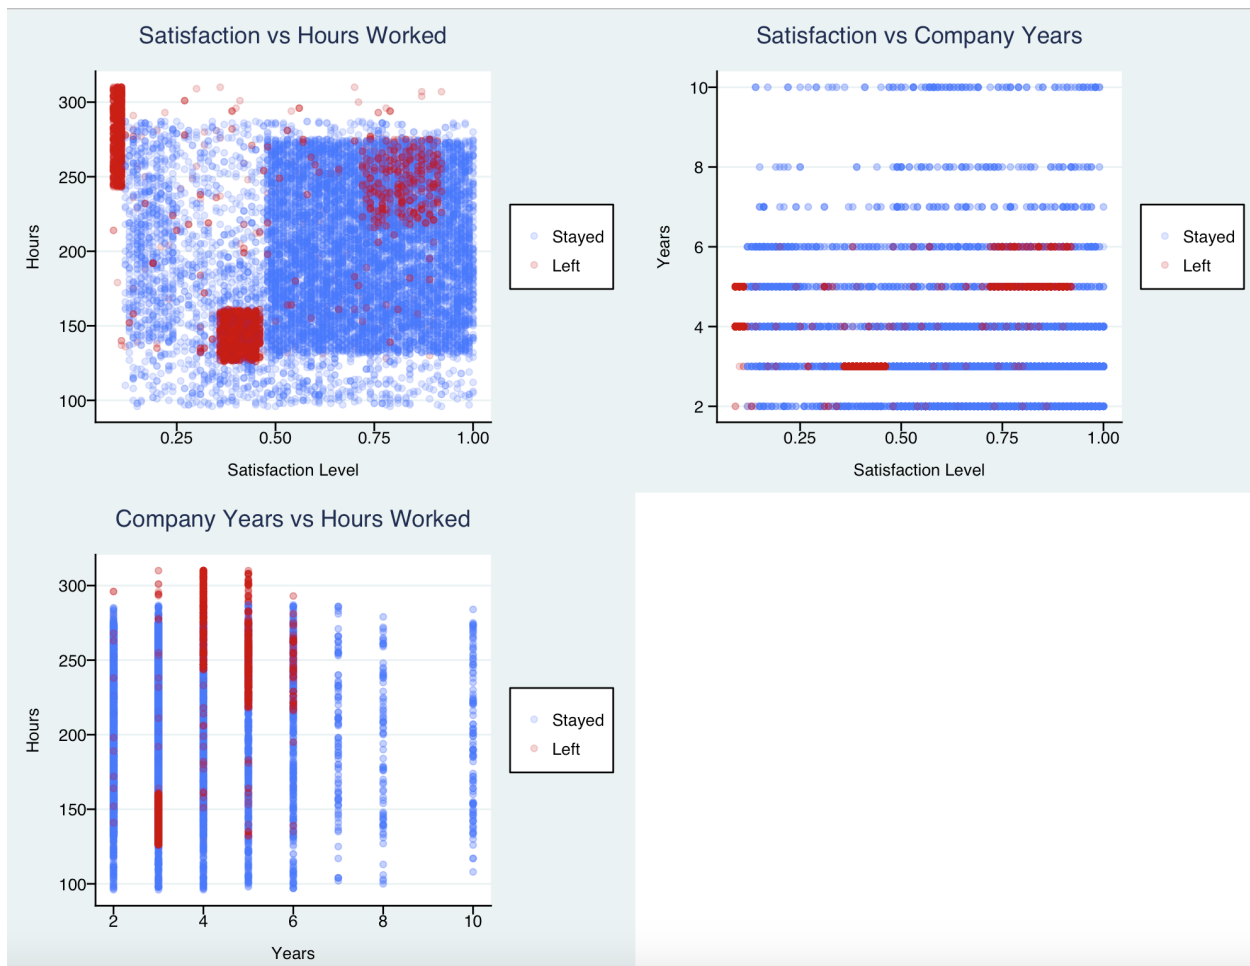 Satisfaction vs Hours Worked
300
250
200
150
100
Hours
0.25 0.50 0.75 1.00
Satisfaction Level
Stayed
Left
Satisfaction vs Company Years
10
8
6
4
2
Years
0.25 0.50 0.75 1.00
Satisfaction Level
Stayed
Left
Company Years vs Hours Worked
300
250
200
150
100
Hours
2 4 6 8 10
Years
Stayed
Left